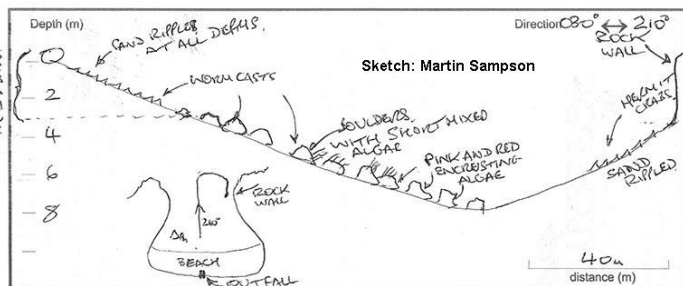 Depth (m)
Direction 030° ↔ 210°
SAND RIPPLES
AT ALL DEPTHS.
ROCK
WALL
WORM CASTS
Sketch: Martin Sampson
HERMIT
CRABS
2
BOULDERS
WITH SHORT MIXED
ALGAE
4
PINK AND RED
ENCRUSTING
ALGAE
SAND
RIPPLED
6
ROCK
WALL
210°
8
BEACH
OUTFALL
40m
distance (m)